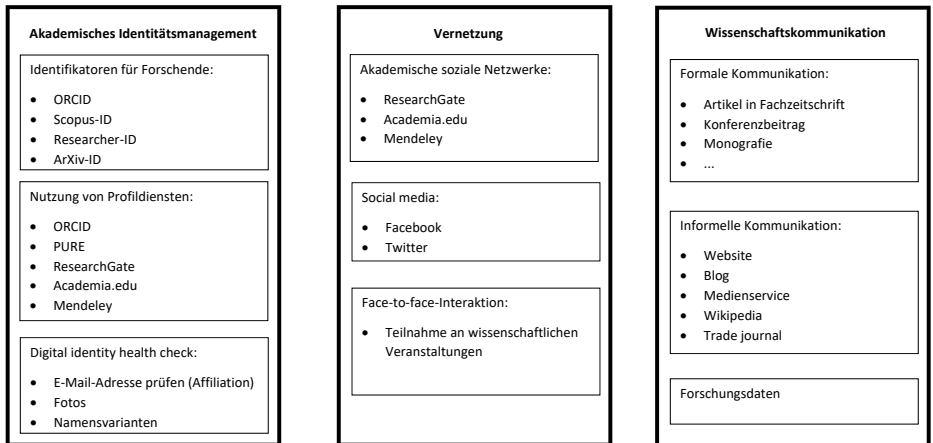 Akademisches Identitätsmanagement
Identifikatoren für Forschende:
• ORCID
• Scopus-ID
• Researcher-ID
• ArXiv-ID
Nutzung von Profildiensten:
• ORCID
• PURE
• ResearchGate
• Academia.edu
• Mendeley
Digital identity health check:
• E-Mail-Adresse prüfen (Affiliation)
• Fotos
• Namensvarianten
Vernetzung
Akademische soziale Netzwerke:
• ResearchGate
• Academia.edu
• Mendeley
Social media:
• Facebook
• Twitter
Face-to-face-Interaktion:
• Teilnahme an wissenschaftlichen
Veranstaltungen
Wissenschaftskommunikation
Formale Kommunikation:
• Artikel in Fachzeitschrift
• Konferenzbeitrag
• Monografie
• ...
Informelle Kommunikation:
• Website
• Blog
• Medienservice
• Wikipedia
• Trade journal
Forschungsdaten